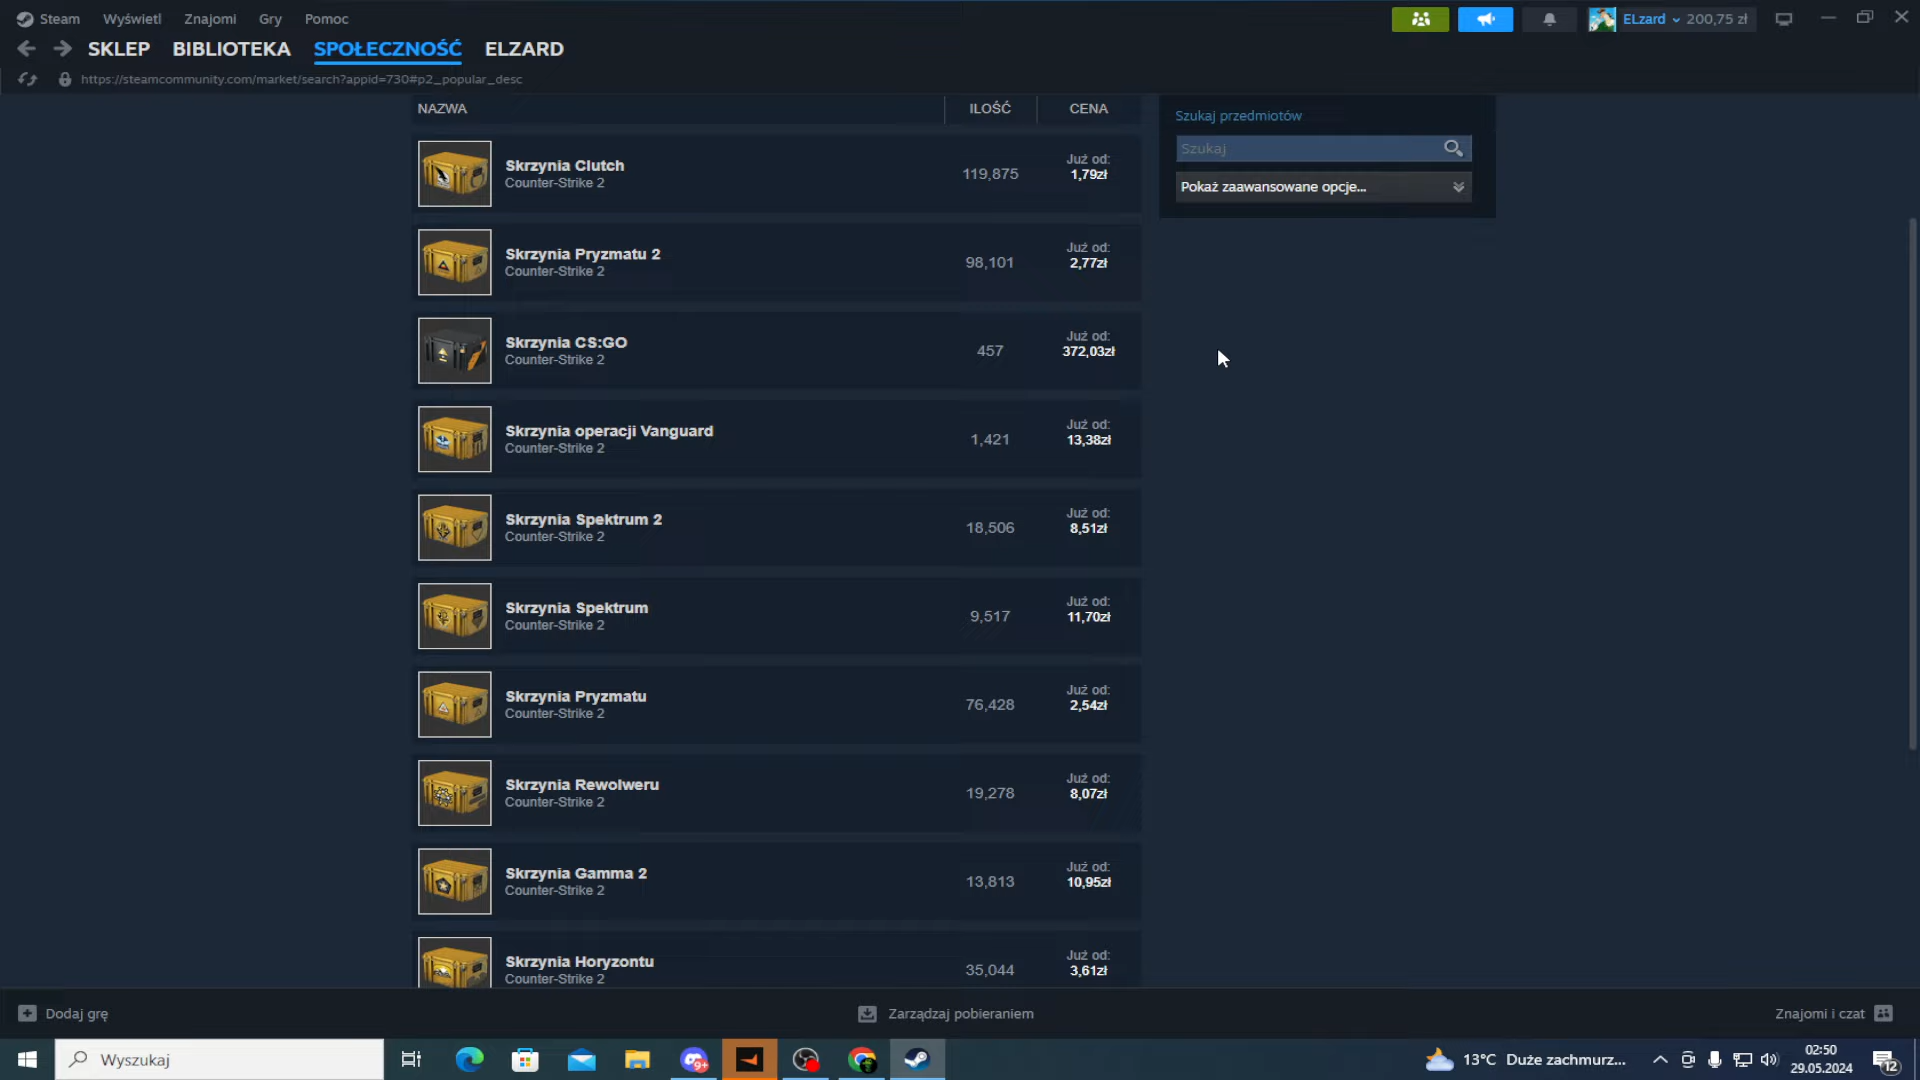 Steam Wyświetl Znajomi Gry Pomoc ELzard 200,75 zł
SKLEP BIBLIOTEKA SPOŁECZNOŚĆ ELZARD
https://steamcommunity.com/market/search?appid=730#p2_popular_desc
NAZWA ILOŚĆ CENA
Szukaj przedmiotów
Szukaj
Pokaż zaawansowane opcje...
Skrzynia Clutch
Counter-Strike 2
119,875
Już od:
1,79zł
Skrzynia Pryzmatu 2
Counter-Strike 2
98,101
Już od:
2,77zł
Skrzynia CS:GO
Counter-Strike 2
457
Już od:
372,03zł
Skrzynia operacji Vanguard
Counter-Strike 2
1,421
Już od:
13,38zł
Skrzynia Spektrum 2
Counter-Strike 2
18,506
Już od:
8,51zł
Skrzynia Spektrum
Counter-Strike 2
9,517
Już od:
11,70zł
Skrzynia Pryzmatu
Counter-Strike 2
76,428
Już od:
2,54zł
Skrzynia Rewolweru
Counter-Strike 2
19,278
Już od:
8,07zł
Skrzynia Gamma 2
Counter-Strike 2
13,813
Już od:
10,95zł
Skrzynia Horyzontu
Counter-Strike 2
35,044
Już od:
3,61zł
Dodaj grę Zarządzaj pobieraniem Znajomi i czat
Wyszukaj
9+
13°C Duże zachmurz...
02:50
29.05.2024
12